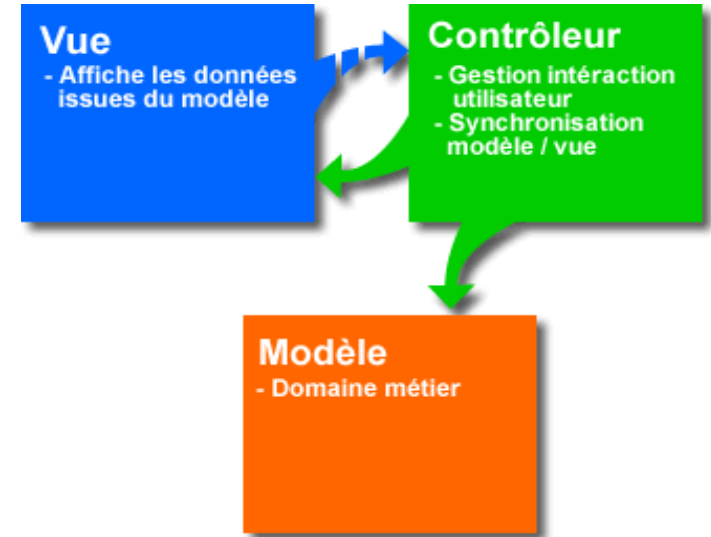 Vue
- Affiche les données
issues du modèle
Contrôleur
- Gestion intéraction
utilisateur
- Synchronisation
modèle / vue
Modèle
- Domaine métier